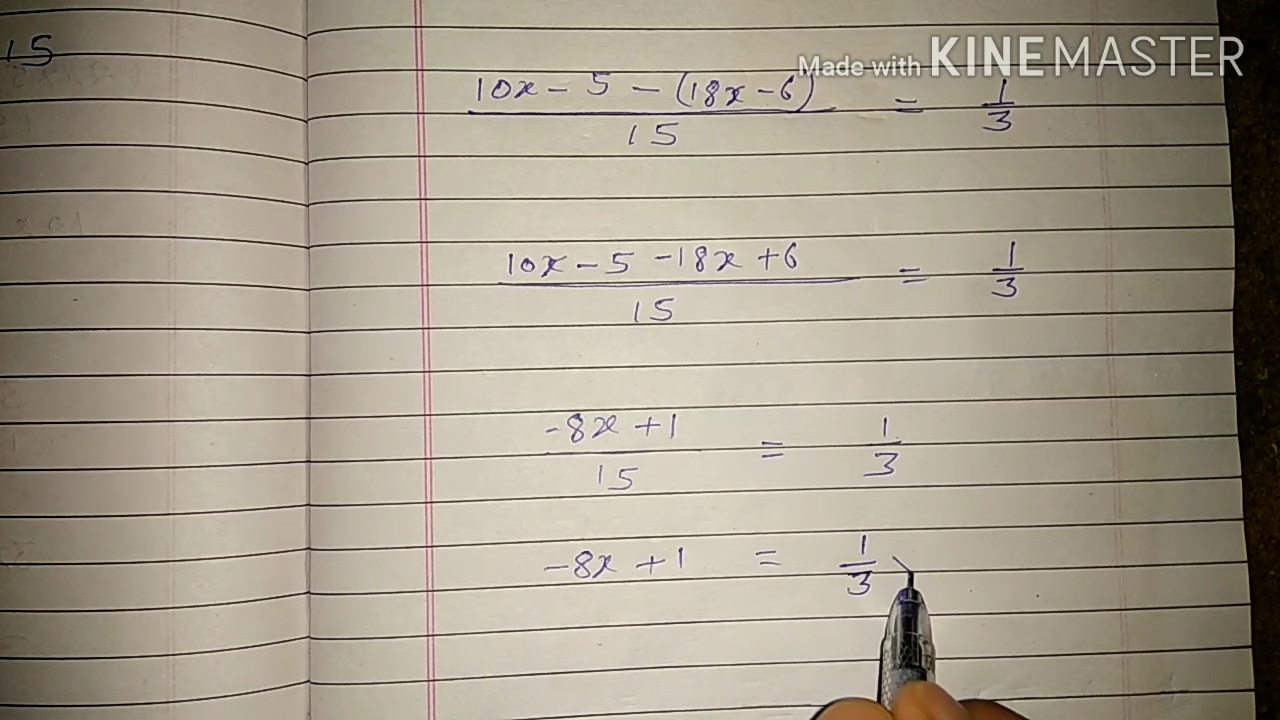 Made with KINEMASTER
15
10x - 5 - (18x - 6) / 15 = 1/3
10x - 5 - 18x + 6 / 15 = 1/3
-8x + 1 / 15 = 1/3
-8x + 1 = 1/3